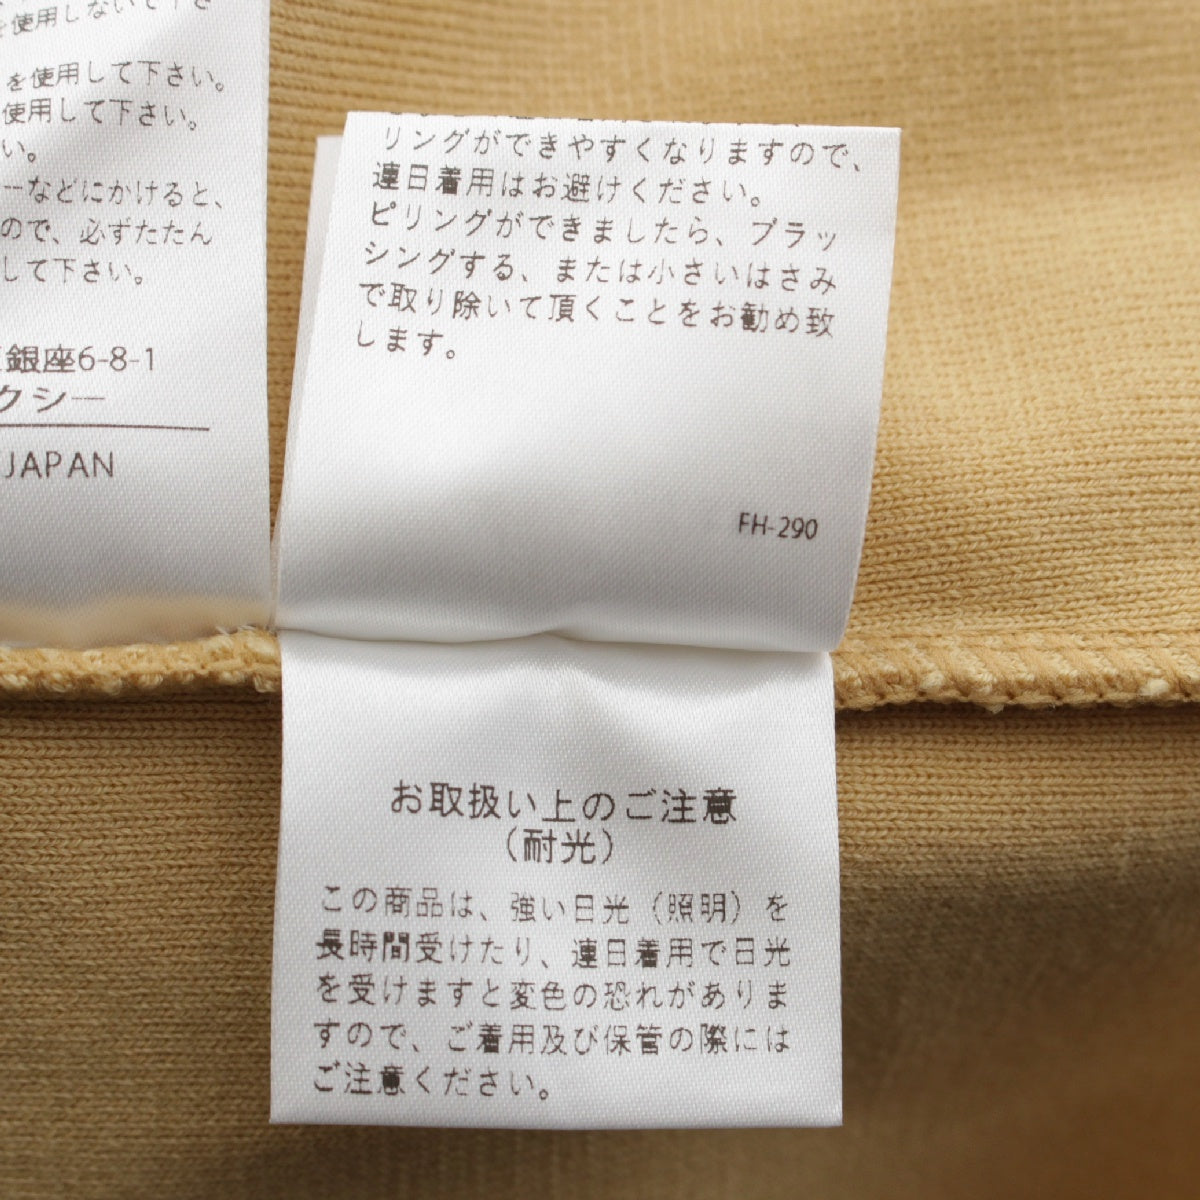 を使用しないで下さ
を使用して下さい。
使用して下さい。
い。
ーなどにかけると、
ので、必ずたたん
して下さい。
銀座6-8-1
クシー
JAPAN
リングができやすくなりますので、
連日着用はお避けください。
ピリングができましたら、ブラッ
シングする、または小さいはさみ
で取り除いて頂くことをお勧め致
します。
FH-290
お取扱い上のご注意
（耐光）
この商品は、強い日光（照明）を
長時間受けたり、連日着用で日光
を受けますと変色の恐れがありま
すので、ご着用及び保管の際には
ご注意ください。